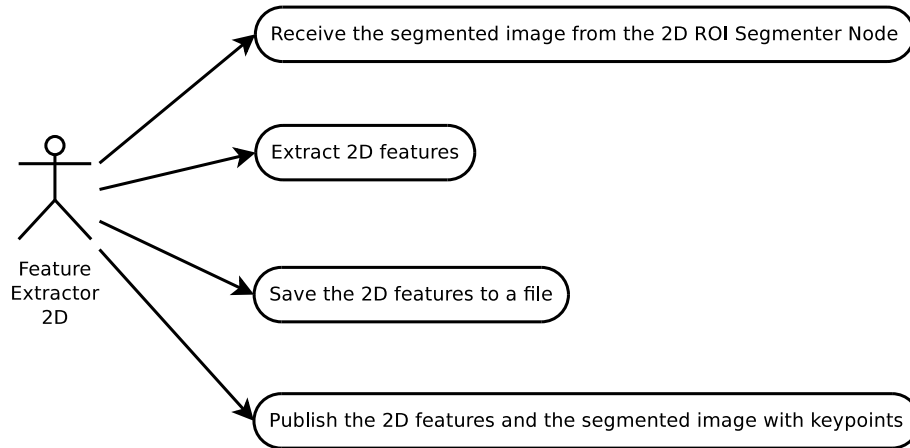 Receive the segmented image from the 2D ROI Segmenter Node
Extract 2D features
Feature
Extractor
2D
Save the 2D features to a file
Publish the 2D features and the segmented image with keypoints